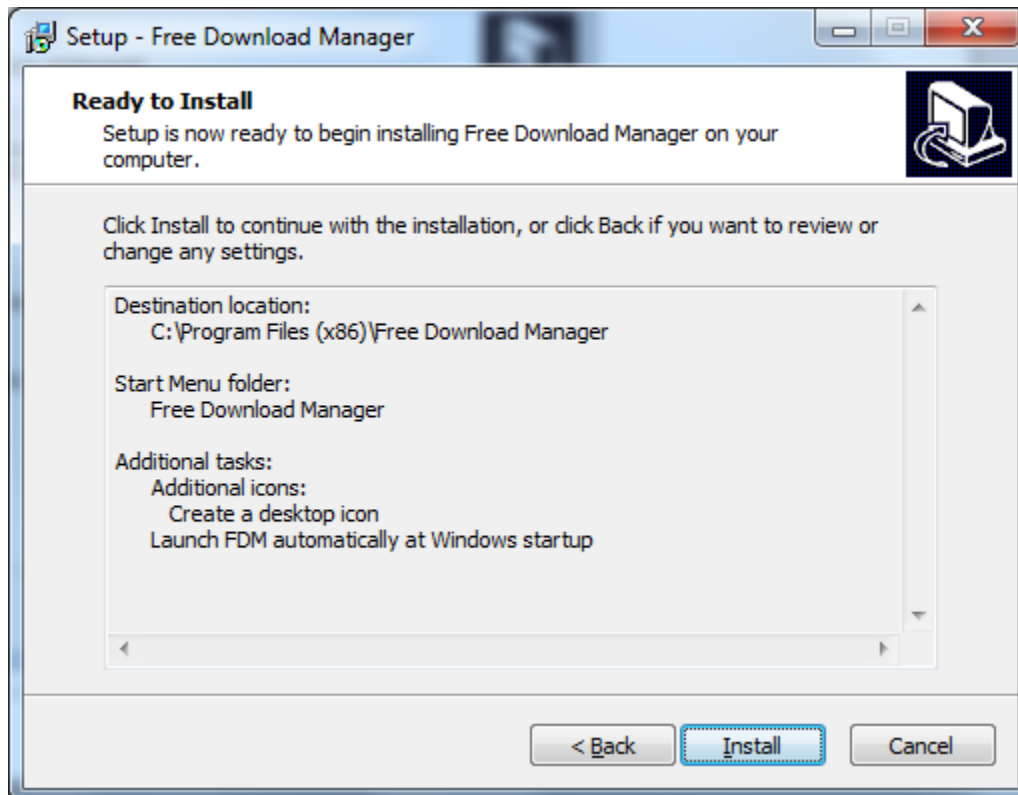 Setup - Free Download Manager
Ready to Install
Setup is now ready to begin installing Free Download Manager on your
computer.
Click Install to continue with the installation, or click Back if you want to review or
change any settings.
Destination location:
C:\Program Files (x86)\Free Download Manager
Start Menu folder:
Free Download Manager
Additional tasks:
Additional icons:
Create a desktop icon
Launch FDM automatically at Windows startup
< Back
Install
Cancel